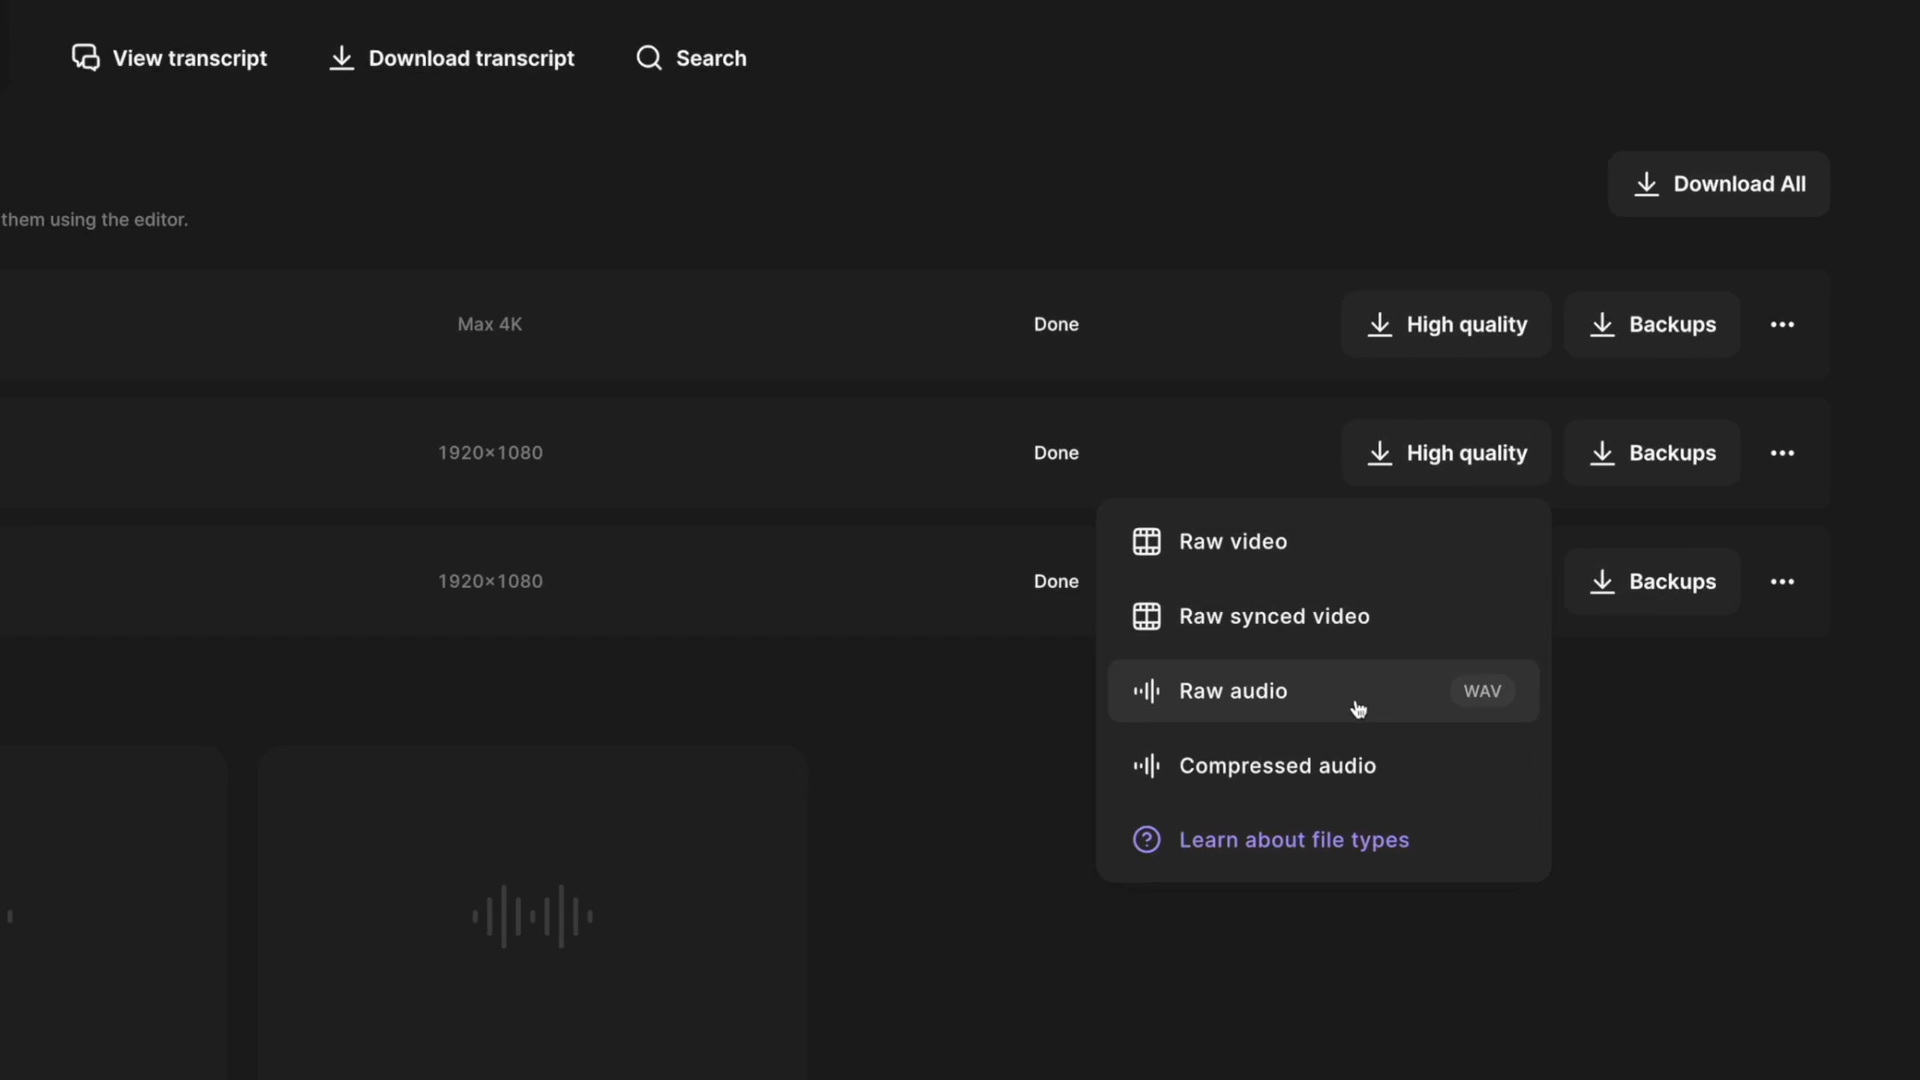 View transcript
Download transcript
Search
Download All
them using the editor.
Max 4K
Done
High quality
Backups
1920×1080
Done
High quality
Backups
1920×1080
Done
Backups
Raw video
Raw synced video
Raw audio
WAV
Compressed audio
Learn about file types